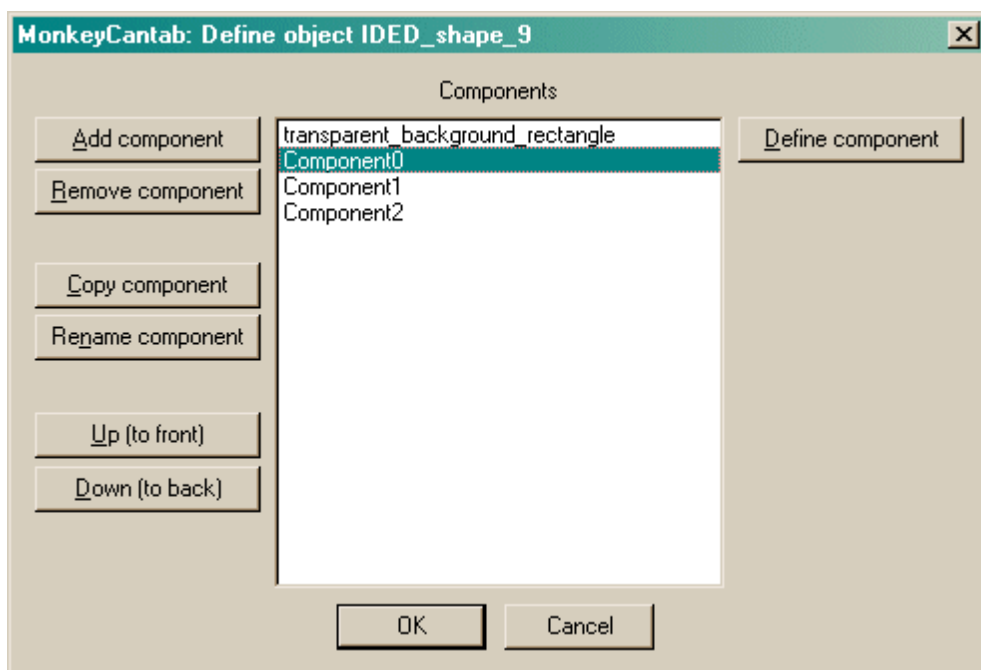 MonkeyCantab: Define object IDED_shape_9
Components
Add component
Remove component
Copy component
Rename component
Up (to front)
Down (to back)
transparent_background_rectangle
Component0
Component1
Component2
Define component
OK
Cancel